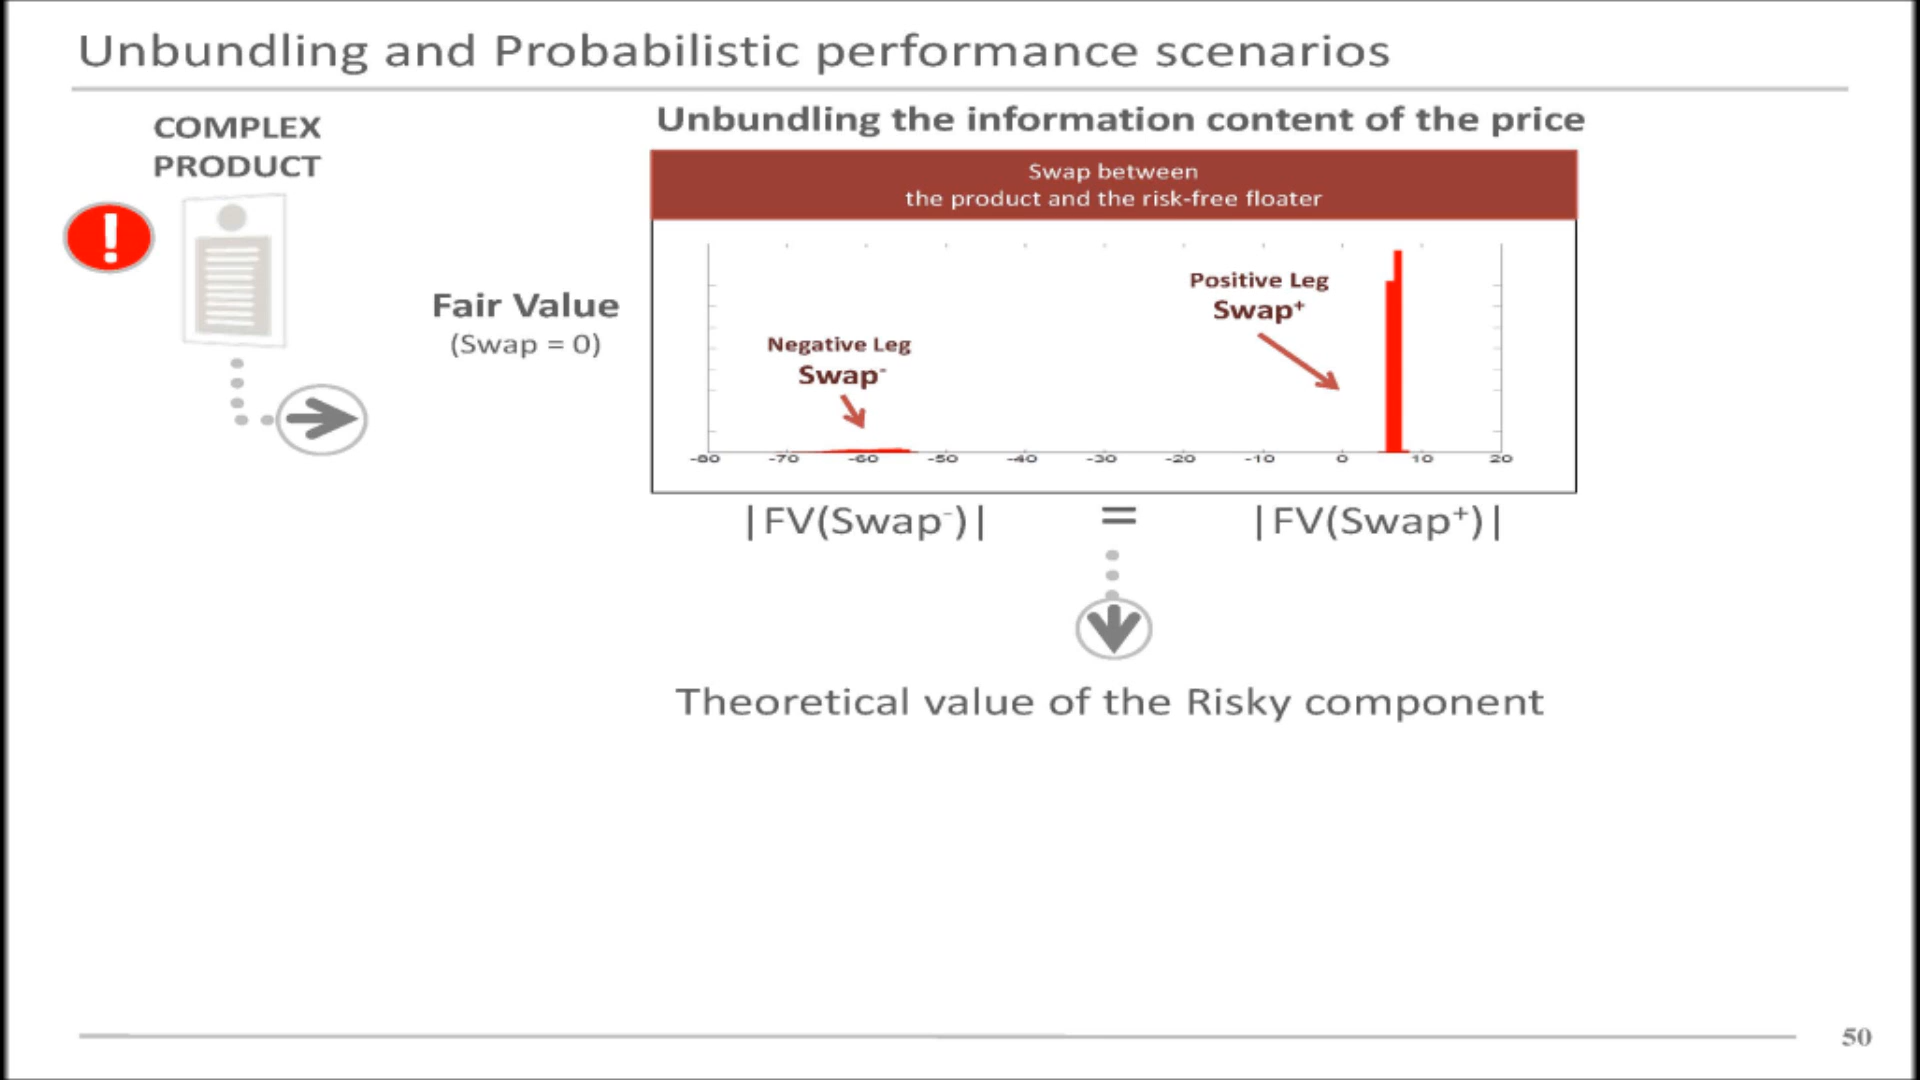 Unbundling and Probabilistic performance scenarios
COMPLEX
PRODUCT
!
Fair Value
(Swap = 0)
Unbundling the information content of the price
Swap between
the product and the risk-free floater
Positive Leg
Swap⁺
Negative Leg
Swap⁻
-80 -70 -60 -50 -40 -30 -20 -10 0 10 20
|FV(Swap⁻)| = |FV(Swap⁺)|
Theoretical value of the Risky component
50